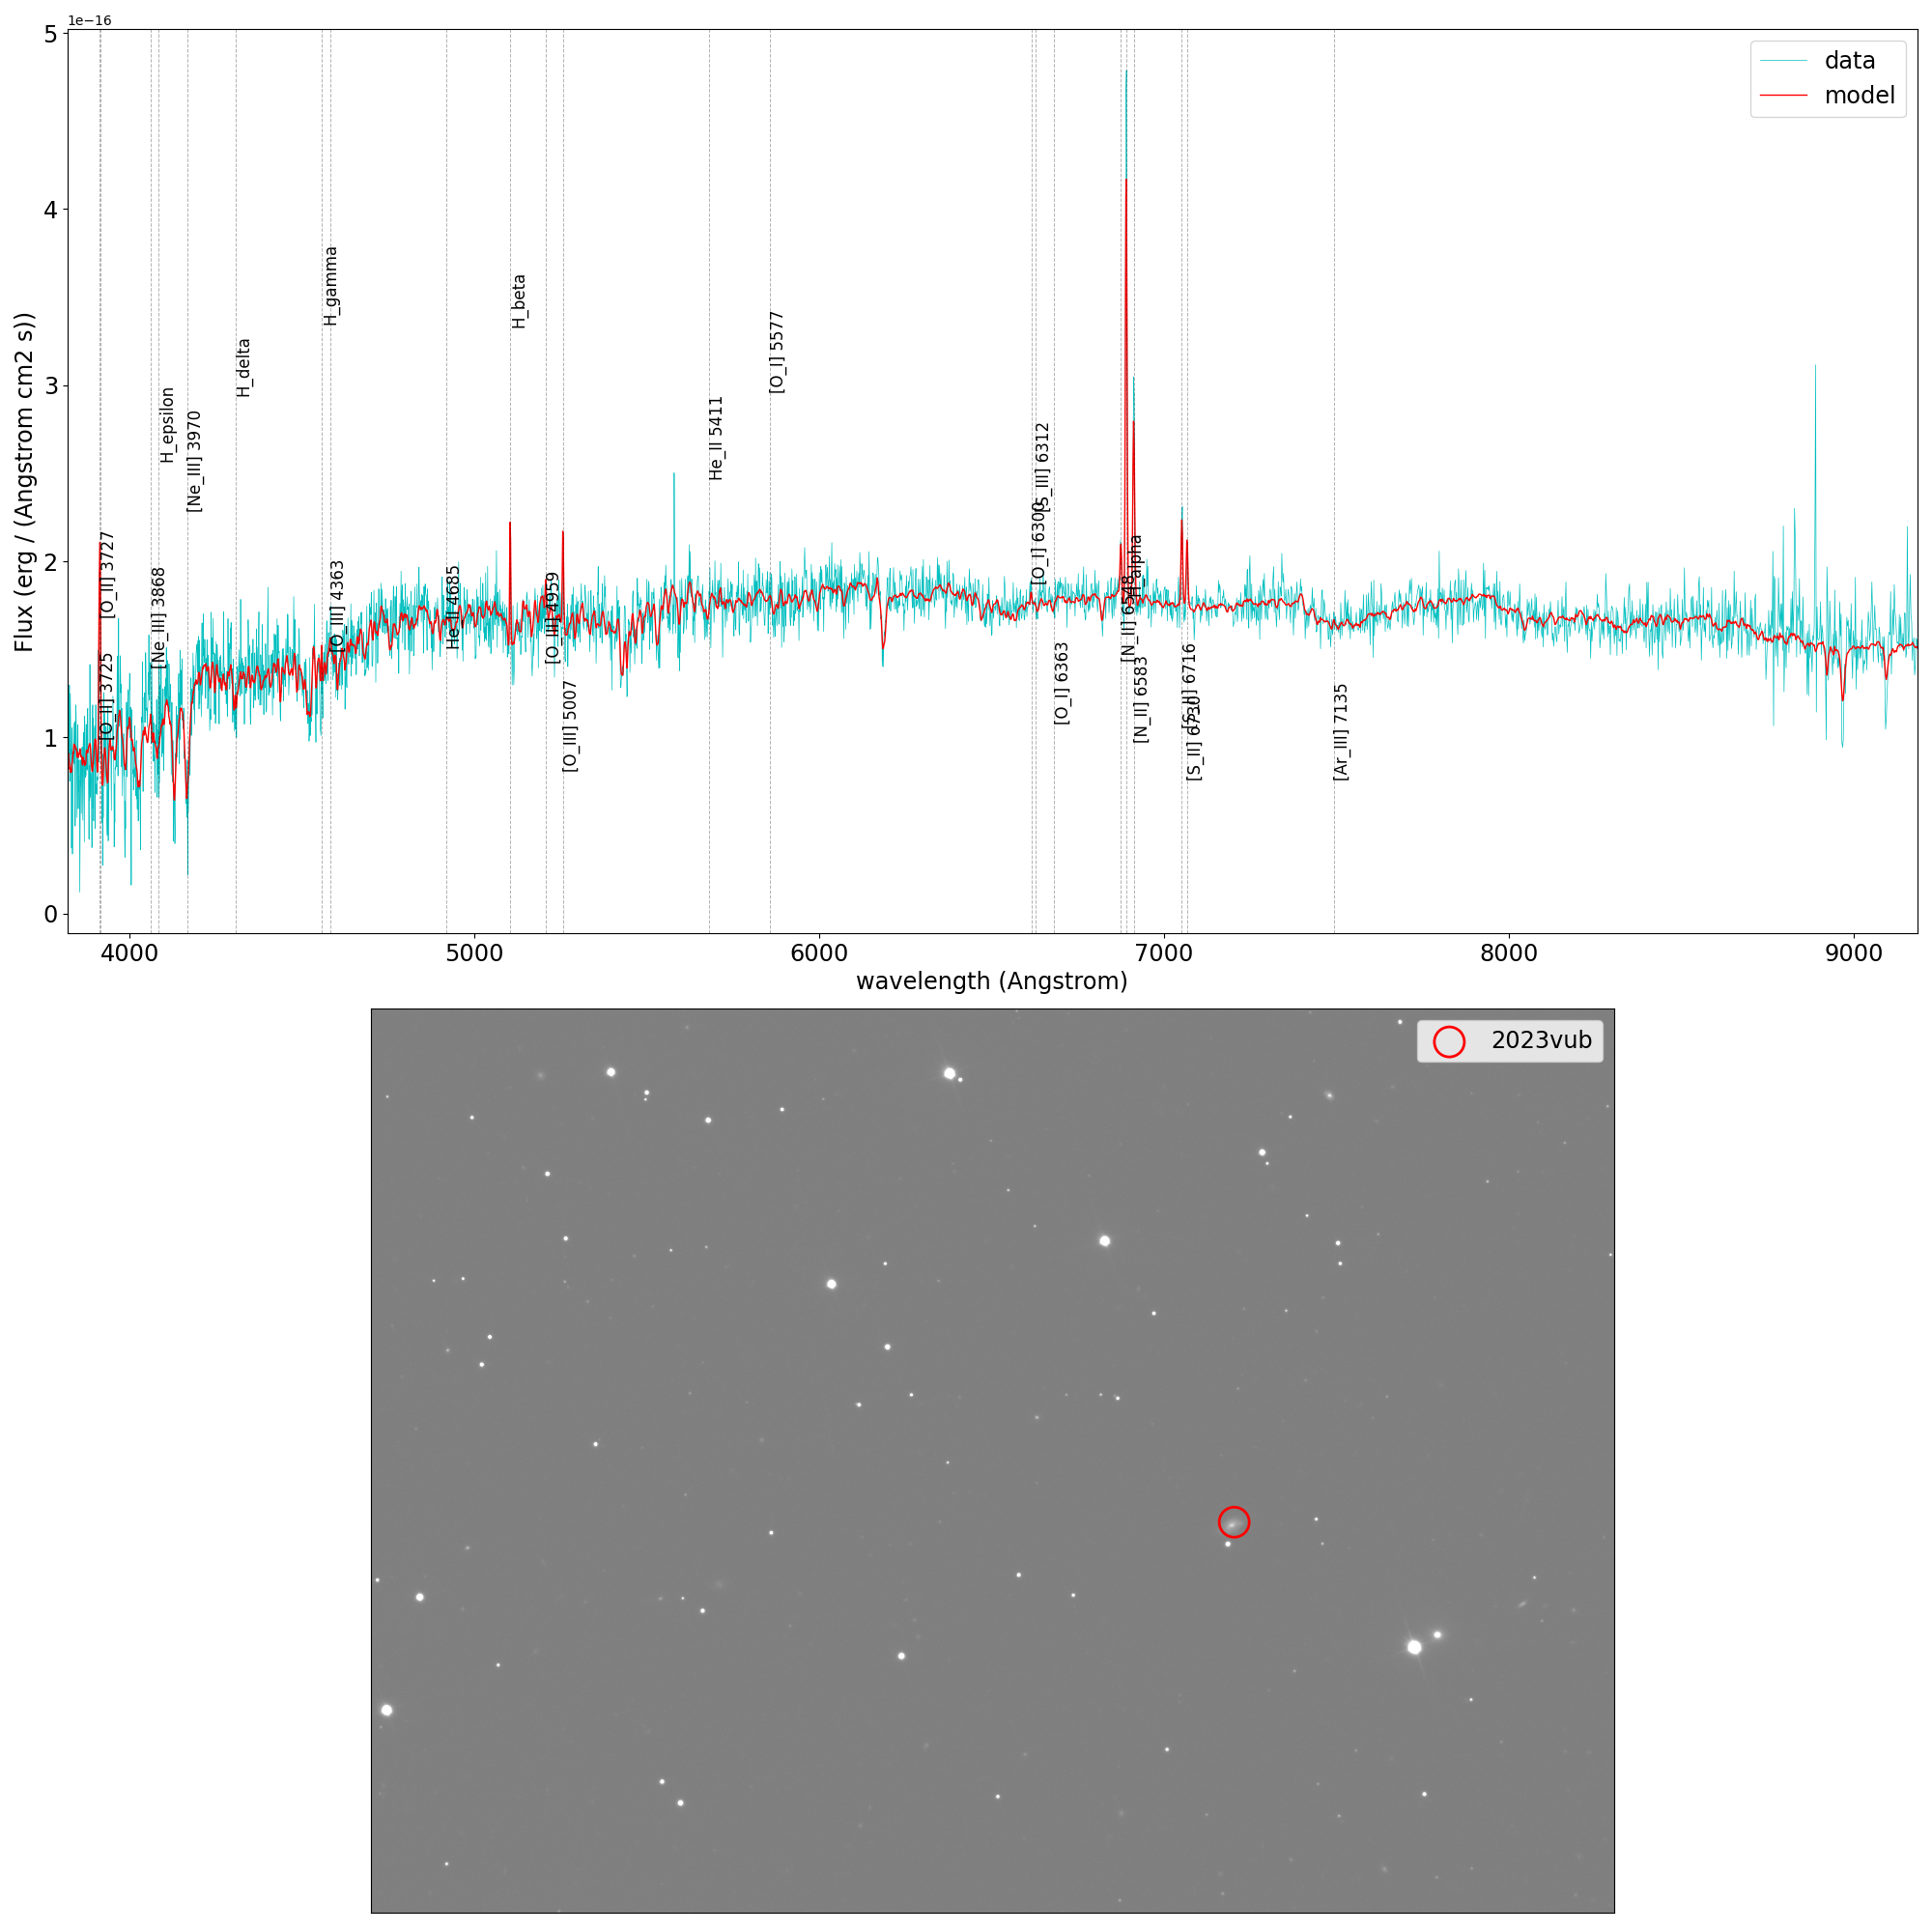 1e−16
5
4
3
2
1
0
Flux (erg / (Angstrom cm2 s))
data
model
[O_II] 3725
[O_II] 3727
[Ne_III] 3868
H_epsilon
[Ne_III] 3970
H_delta
H_gamma
[O_III] 4363
He_II 4685
H_beta
[O_III] 4959
[O_III] 5007
He_II 5411
[O_I] 5577
[O_I] 6300
[S_III] 6312
[O_I] 6363
[N_II] 6548
H_alpha
[N_II] 6583
[S_II] 6716
[S_II] 6730
[Ar_III] 7135
4000 5000 6000 7000 8000 9000
wavelength (Angstrom)
2023vub